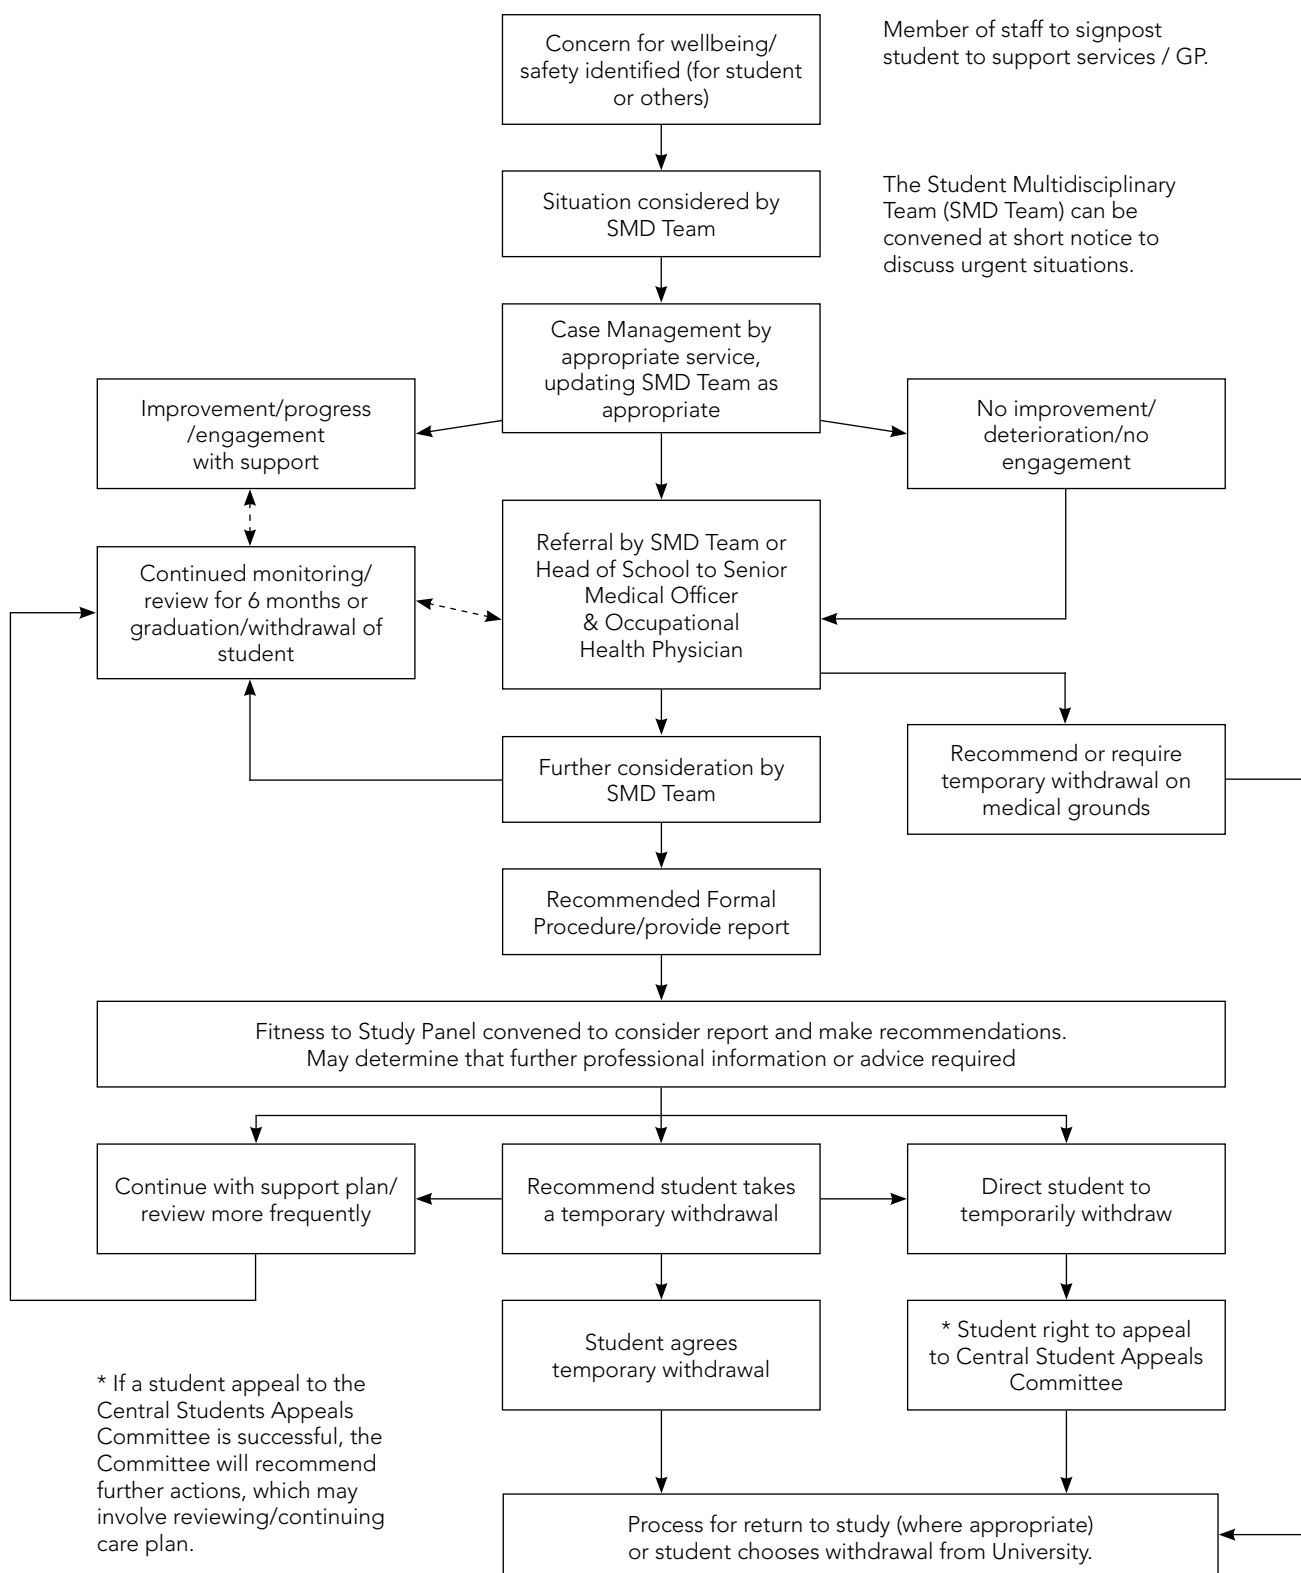 Concern for wellbeing/
safety identified (for student
or others)
Member of staff to signpost
student to support services / GP.
Situation considered by
SMD Team
The Student Multidisciplinary
Team (SMD Team) can be
convened at short notice to
discuss urgent situations.
Case Management by
appropriate service,
updating SMD Team as
appropriate
Improvement/progress
/engagement
with support
No improvement/
deterioration/no
engagement
Continued monitoring/
review for 6 months or
graduation/withdrawal of
student
Referral by SMD Team or
Head of School to Senior
Medical Officer
& Occupational
Health Physician
Further consideration by
SMD Team
Recommend or require
temporary withdrawal on
medical grounds
Recommended Formal
Procedure/provide report
Fitness to Study Panel convened to consider report and make recommendations.
May determine that further professional information or advice required
Continue with support plan/
review more frequently
Recommend student takes
a temporary withdrawal
Direct student to
temporarily withdraw
Student agrees
temporary withdrawal
* Student right to appeal
to Central Student Appeals
Committee
* If a student appeal to the
Central Students Appeals
Committee is successful, the
Committee will recommend
further actions, which may
involve reviewing/continuing
care plan.
Process for return to study (where appropriate)
or student chooses withdrawal from University.